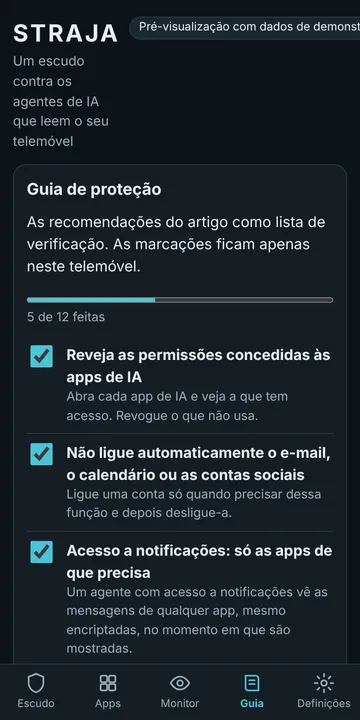 STRAJA
Pré-visualização com dados de demonst
Um escudo
contra os
agentes de IA
que leem o seu
telemóvel
Guia de proteção
As recomendações do artigo como lista de
verificação. As marcações ficam apenas
neste telemóvel.
5 de 12 feitas
Reveja as permissões concedidas às
apps de IA
Abra cada app de IA e veja a que tem
acesso. Revogue o que não usa.
Não ligue automaticamente o e-mail,
o calendário ou as contas sociais
Ligue uma conta só quando precisar dessa
função e depois desligue-a.
Acesso a notificações: só as apps de
que precisa
Um agente com acesso a notificações vê as
mensagens de qualquer app, mesmo
encriptadas, no momento em que são
mostradas.
Escudo
Apps
Monitor
Guia
Definições